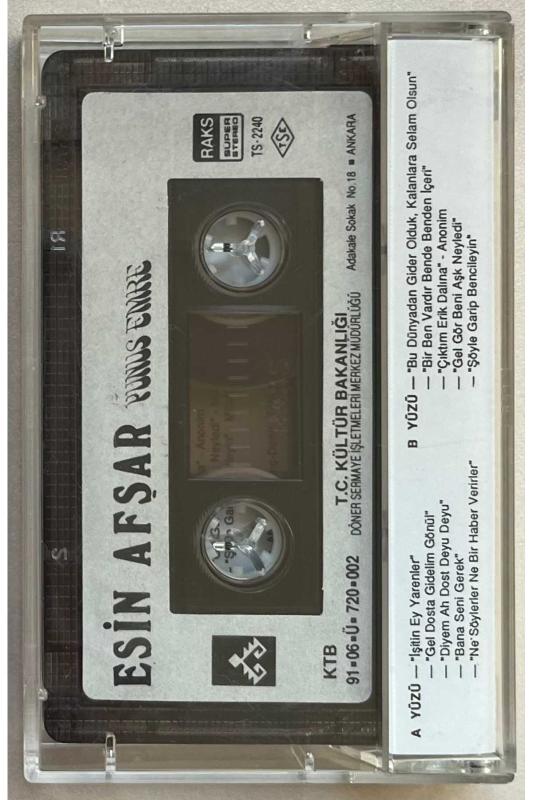 ESİN AFŞAR YUNUS EMRE
RAKS
SUPER
STEREO
TS-2240
TSE
KTB
91▪06▪Ü▪720▪002
T.C. KÜLTÜR BAKANLIĞI
DÖNER SERMAYE İŞLETMELERİ MERKEZ MÜDÜRLÜĞÜ
Adakale Sokak No.18 ▪ ANKARA
A YÜZÜ — "İşitin Ey Yarenler"
— "Gel Dosta Gidelim Gönül"
— "Diyem Ah Dost Deyu Deyu"
— "Bana Seni Gerek"
— "Ne Söylerler Ne Bir Haber Verirler"
B YÜZÜ — "Bu Dünyadan Gider Olduk, Kalanlara Selam Olsun"
— "Bir Ben Vardır Bende Benden İçeri"
— "Çıktım Erik Dalına" - Anonim
— "Gel Gör Beni Aşk Neyledi"
— "Şöyle Garip Bencileyin"